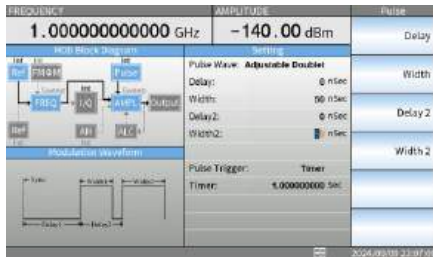 FREQUENCY
AMPLITUDE
Pulse
1.000000000000 GHz
-140.00 dBm
Delay
Width
Delay 2
Width 2
MOD Block Diagram
Int
Int
Ref
Pulse
FREQ
I/Q
AMPL
Output
Ref
ALC
Modulation Waveform
Setting
Pulse Wave: Adjustable Doublet
Delay: 0 nSec
Width: 50 nSec
Delay2: 0 nSec
Width2: nSec
Pulse Trigger: Timer
Timer: 1.000000000 Sec